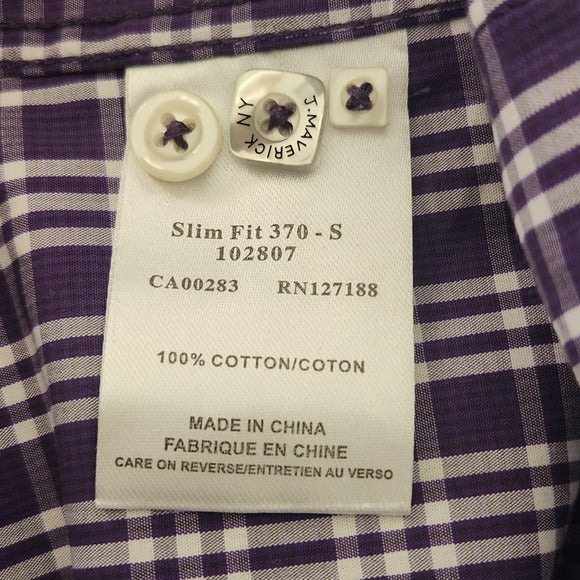 J.MAVERICK NY
Slim Fit 370 - S
102807
CA00283 RN127188
100% COTTON/COTON
MADE IN CHINA
FABRIQUE EN CHINE
CARE ON REVERSE/ENTRETIEN AU VERSO